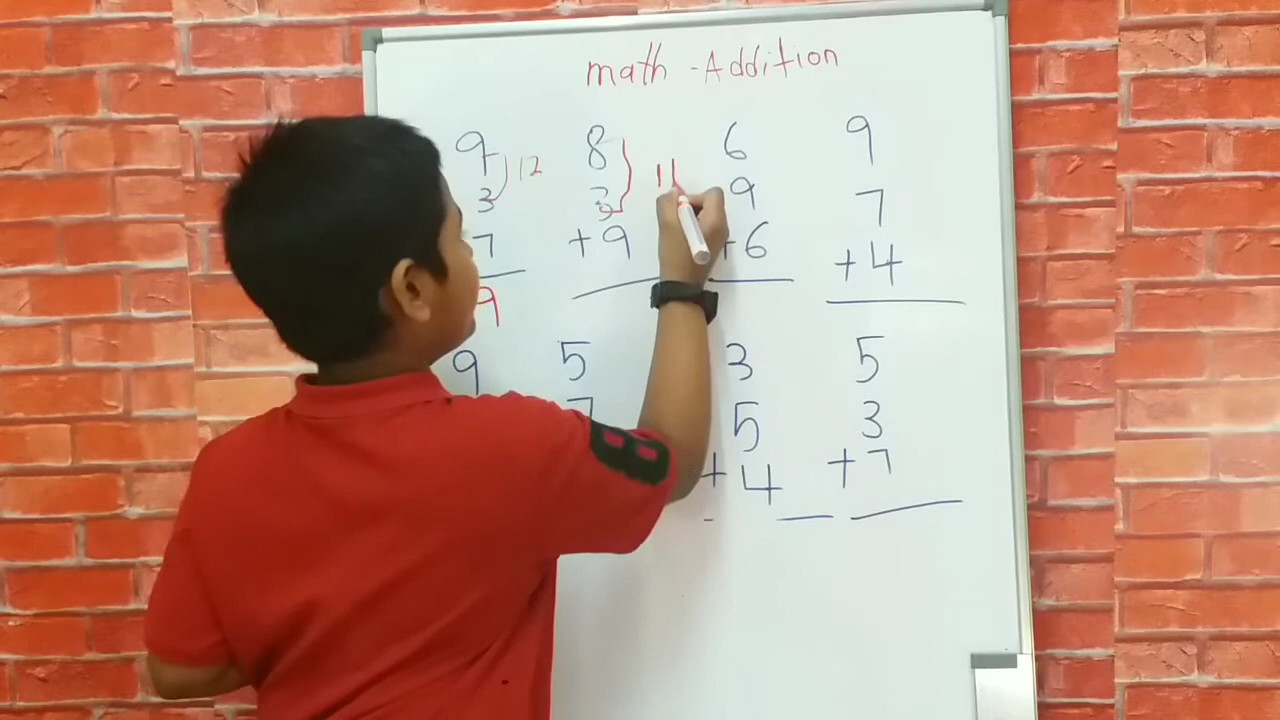 math - Addition
9 8 6 9
12 11
3 3 9 7
7 +9 +6 +4
9
9 5 3 5
7 5 3
+4 +7